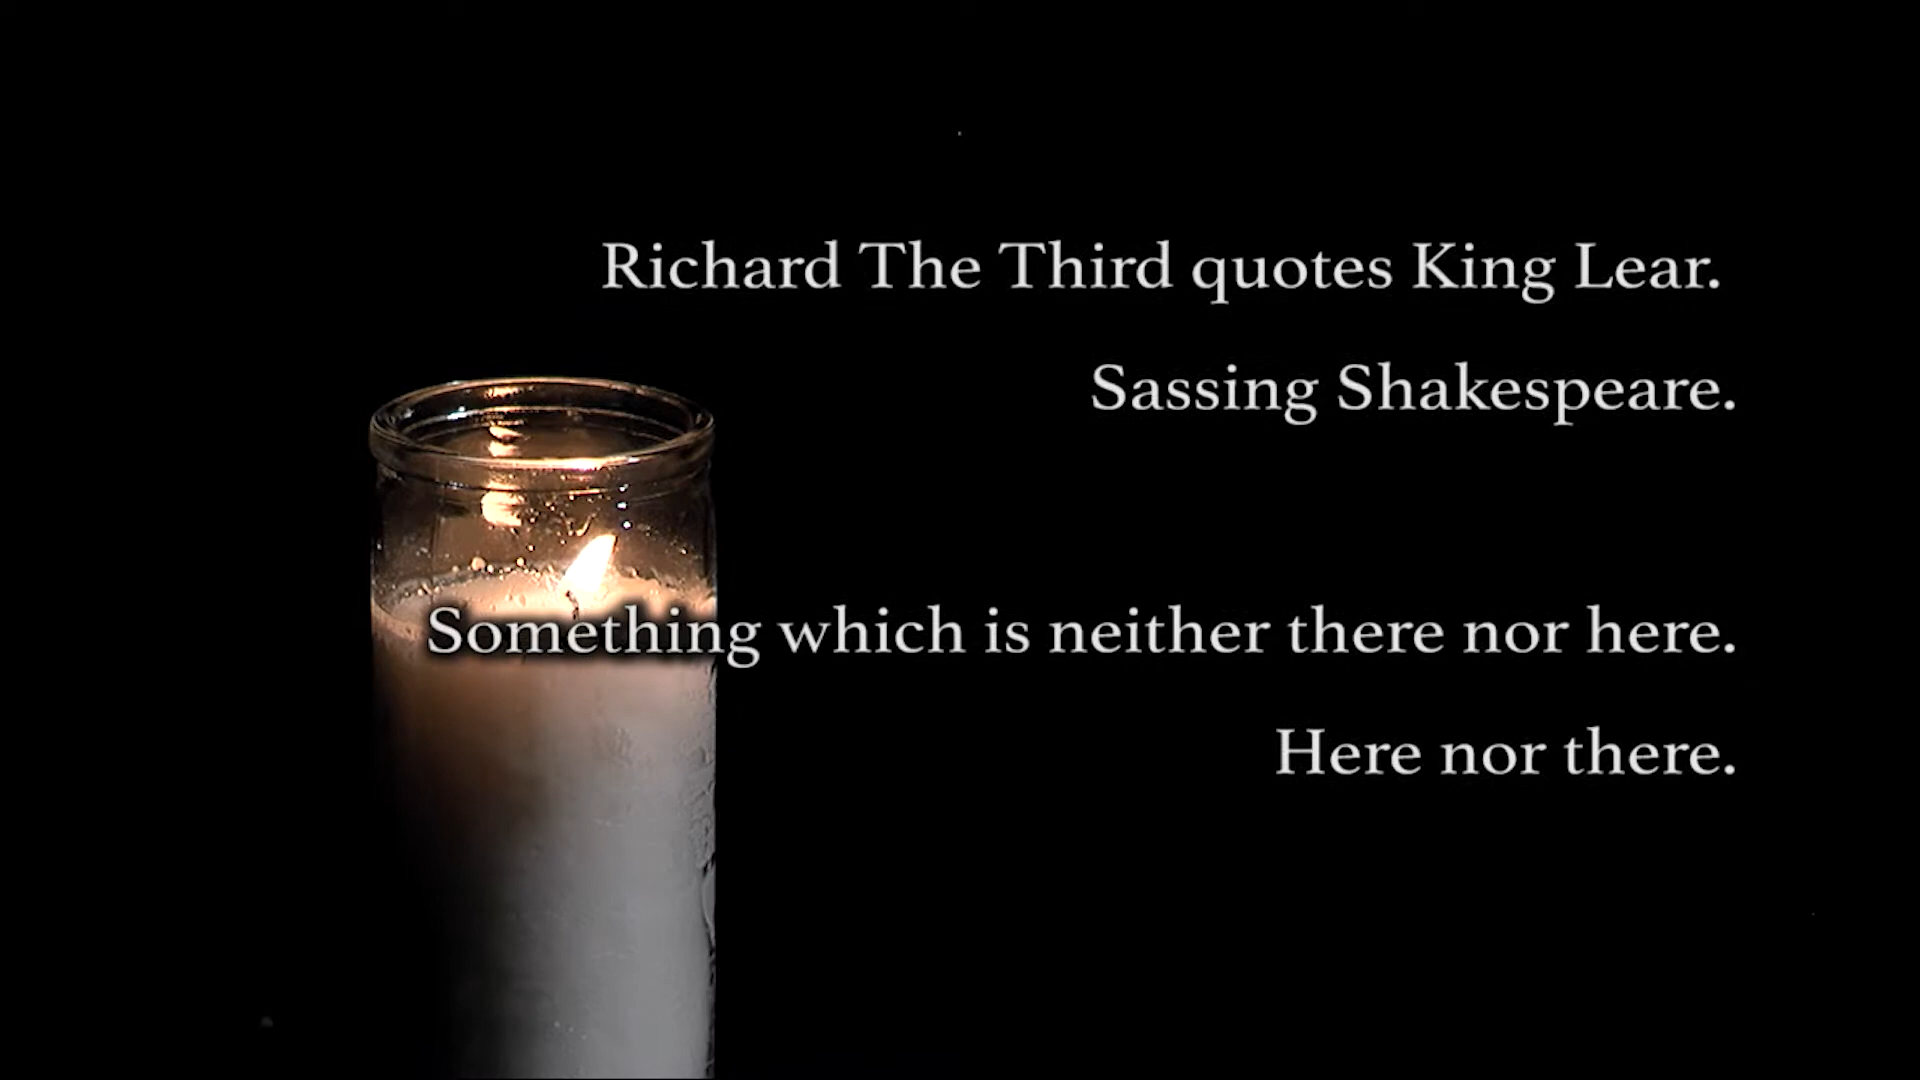 Richard The Third quotes King Lear.
Sassing Shakespeare.
Something which is neither there nor here.
Here nor there.